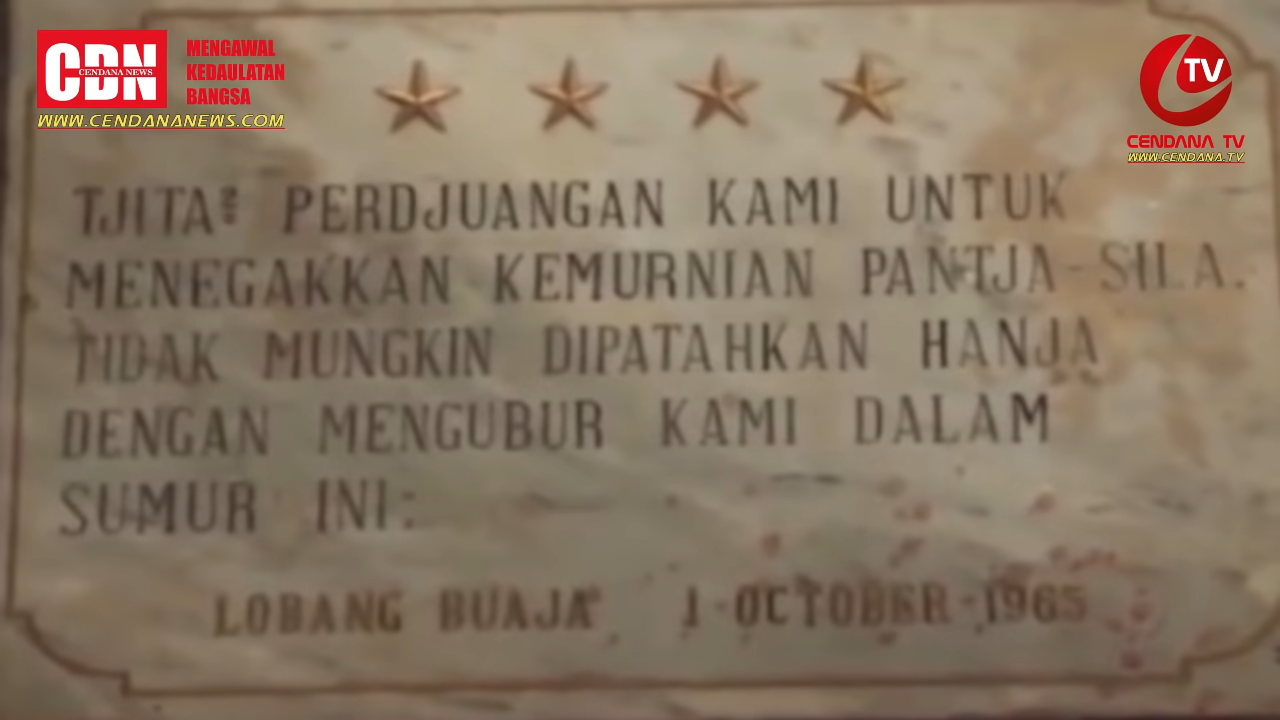 CDN
CENDANA NEWS
MENGAWAL
KEDAULATAN
BANGSA
WWW.CENDANANEWS.COM
TV
CENDANA TV
WWW.CENDANA.TV
TJITA² PERDJUANGAN KAMI UNTUK
MENEGAKKAN KEMURNIAN PANTJA-SILA.
TIDAK MUNGKIN DIPATAHKAN HANJA
DENGAN MENGUBUR KAMI DALAM
SUMUR INI:
LOBANG BUAJA 1-OCTOBER-1965